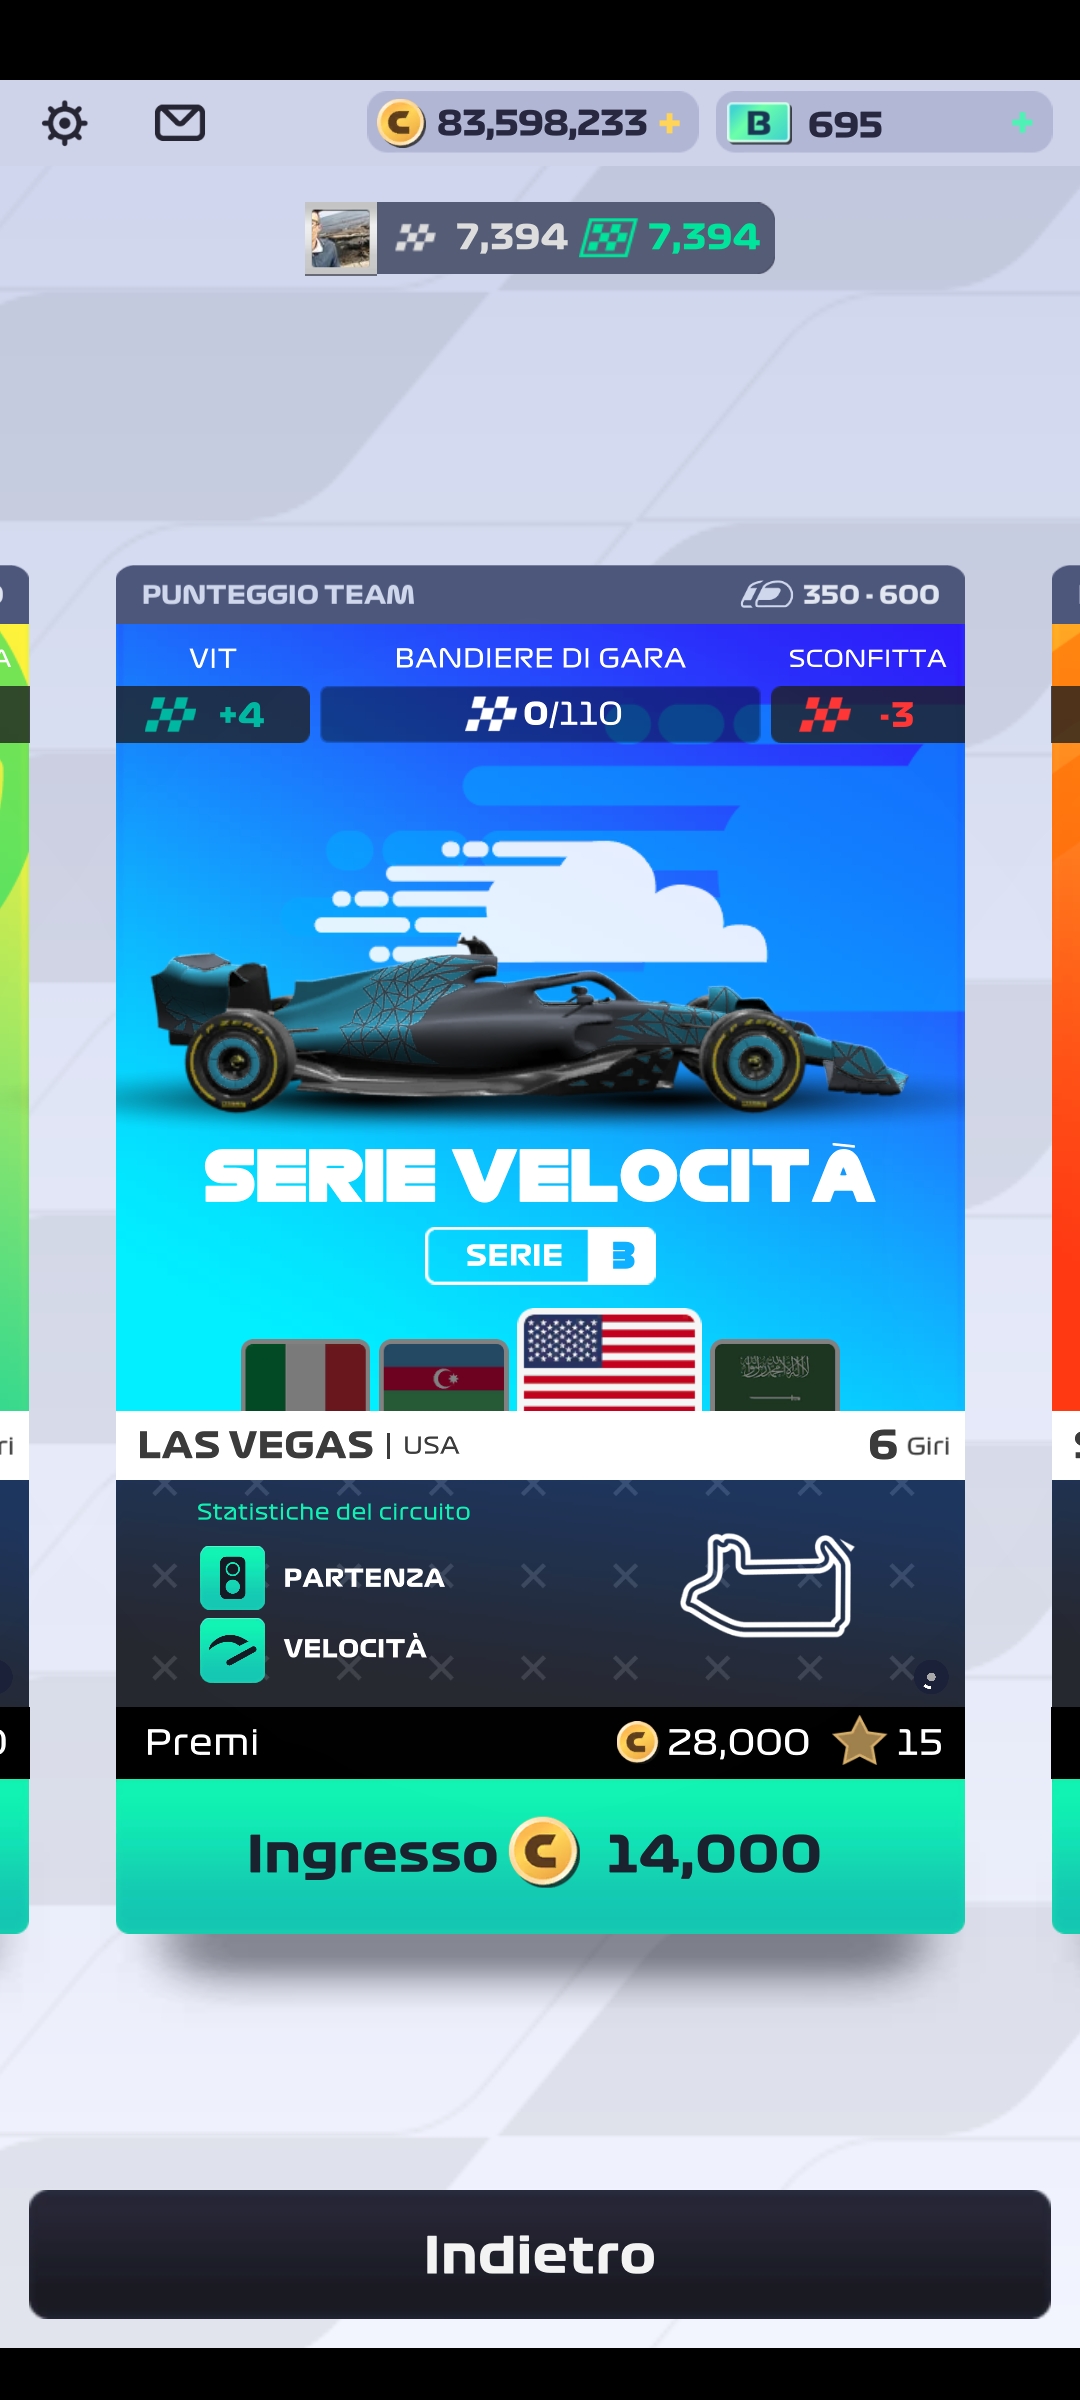 C 83,598,233 +
B 695 +
7,394 7,394
PUNTEGGIO TEAM 350 - 600
VIT BANDIERE DI GARA SCONFITTA
+4 0/110 -3
SERIE VELOCITÀ
SERIE 3
LAS VEGAS | USA 6 Giri
Statistiche del circuito
PARTENZA
VELOCITÀ
Premi C 28,000 15
Ingresso C 14,000
Indietro